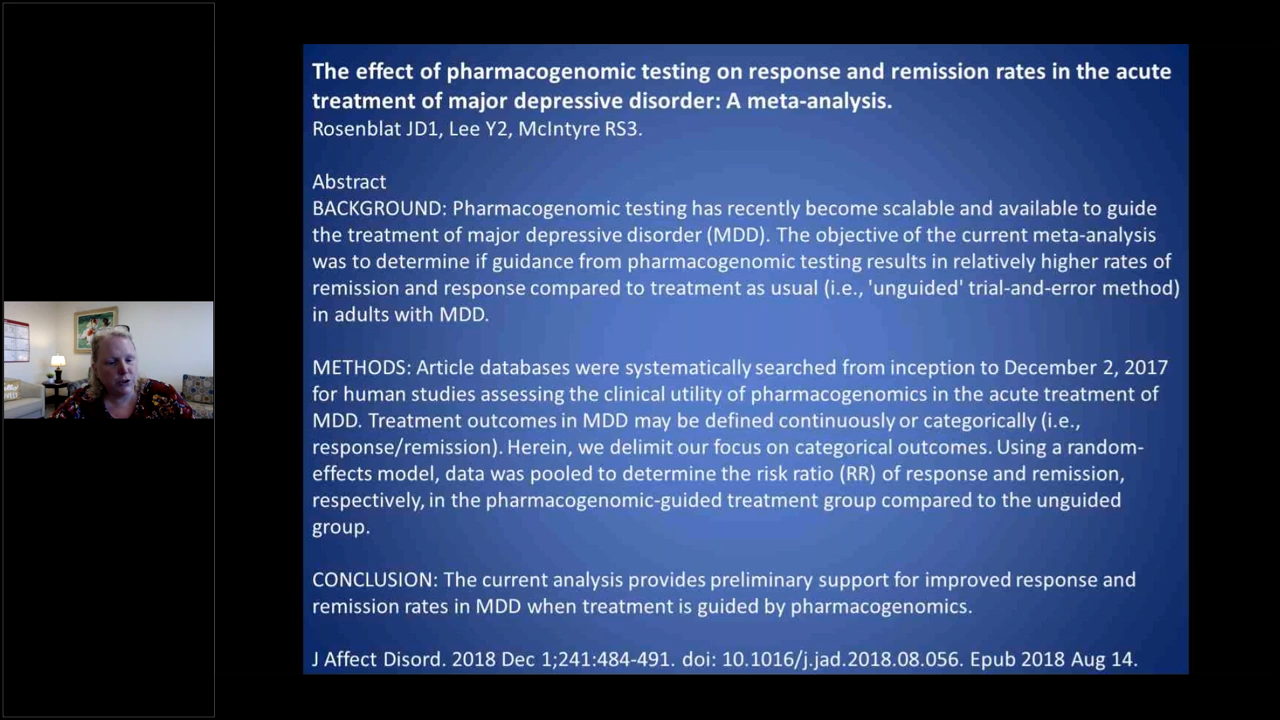 The effect of pharmacogenomic testing on response and remission rates in the acute
treatment of major depressive disorder: A meta-analysis.
Rosenblat JD1, Lee Y2, McIntyre RS3.
Abstract
BACKGROUND: Pharmacogenomic testing has recently become scalable and available to guide
the treatment of major depressive disorder (MDD). The objective of the current meta-analysis
was to determine if guidance from pharmacogenomic testing results in relatively higher rates of
remission and response compared to treatment as usual (i.e., 'unguided' trial-and-error method)
in adults with MDD.
METHODS: Article databases were systematically searched from inception to December 2, 2017
for human studies assessing the clinical utility of pharmacogenomics in the acute treatment of
MDD. Treatment outcomes in MDD may be defined continuously or categorically (i.e.,
response/remission). Herein, we delimit our focus on categorical outcomes. Using a random-
effects model, data was pooled to determine the risk ratio (RR) of response and remission,
respectively, in the pharmacogenomic-guided treatment group compared to the unguided
group.
CONCLUSION: The current analysis provides preliminary support for improved response and
remission rates in MDD when treatment is guided by pharmacogenomics.
J Affect Disord. 2018 Dec 1;241:484-491. doi: 10.1016/j.jad.2018.08.056. Epub 2018 Aug 14.